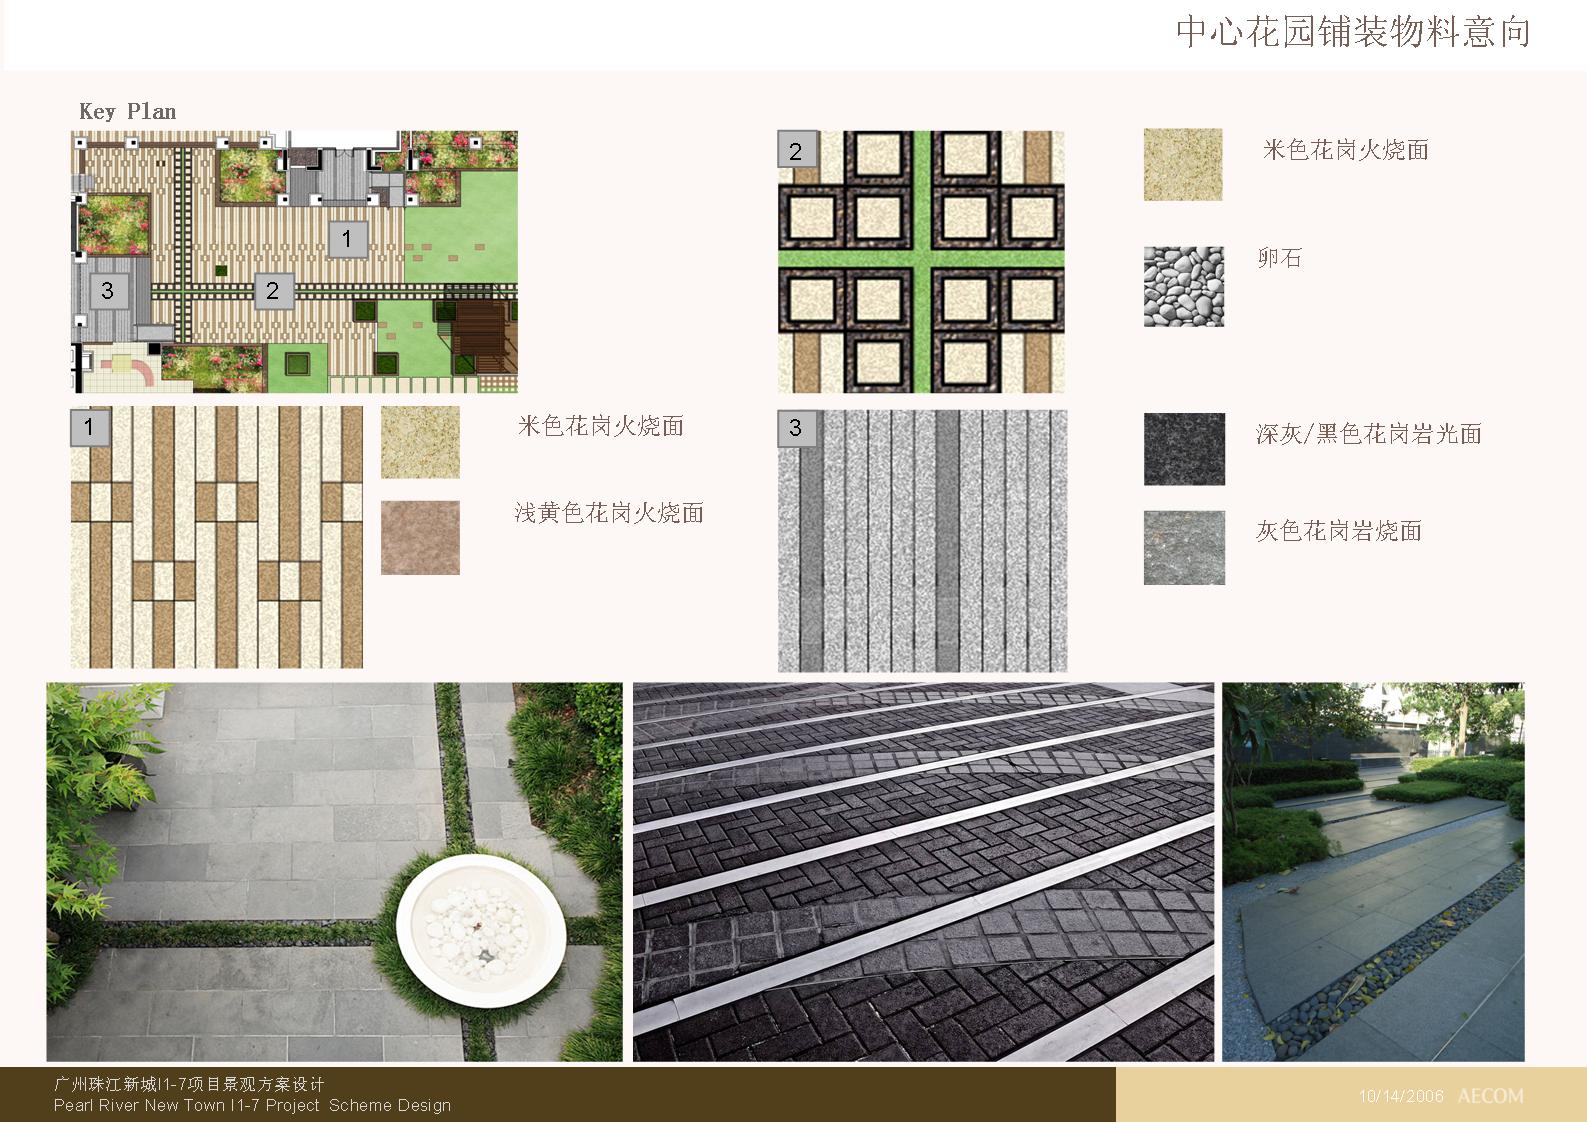 中心花园铺装物料意向
Key Plan
1
2
3
2
米色花岗火烧面
卵石
1
米色花岗火烧面
浅黄色花岗火烧面
3
深灰/黑色花岗岩光面
灰色花岗岩烧面
广州珠江新城I1-7项目景观方案设计
Pearl River New Town I1-7 Project Scheme Design
10/14/2006 AECOM